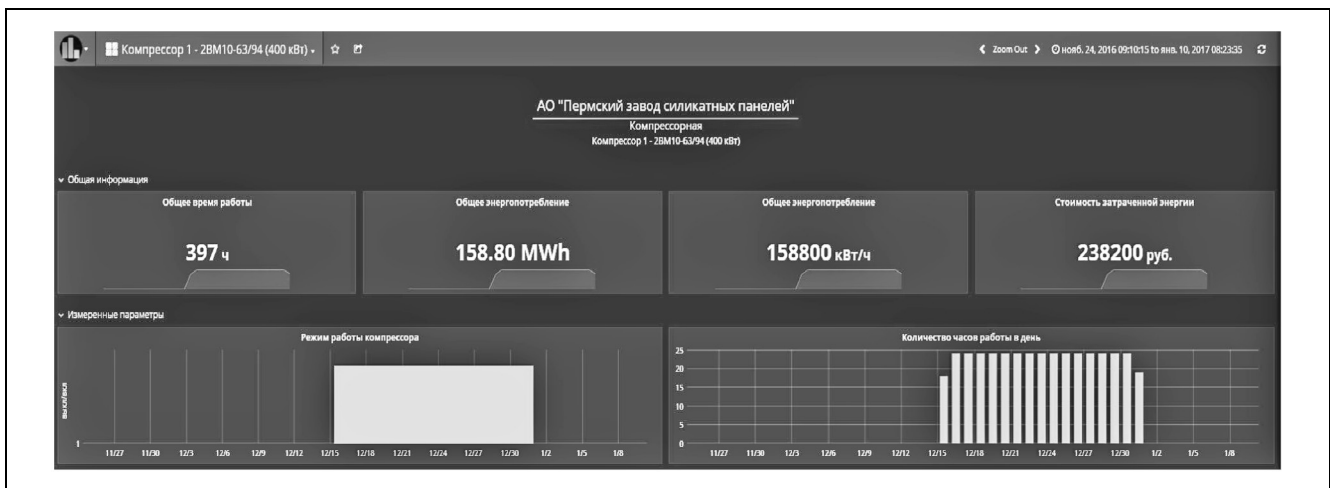 Компрессор 1 - 2ВМ10-63/94 (400 кВт)
Zoom Out
нояб. 24, 2016 09:10:15 to янв. 10, 2017 08:23:35
АО "Пермский завод силикатных панелей"
Компрессорная
Компрессор 1 - 2ВМ10-63/94 (400 кВт)
Общая информация
Общее время работы
397 ч
Общее энергопотребление
158.80 MWh
Общее энергопотребление
158800 кВт/ч
Стоимость затраченной энергии
238200 руб.
Измеренные параметры
Режим работы компрессора
выкл/вкл
1
11/27 11/30 12/3 12/6 12/9 12/12 12/15 12/18 12/21 12/24 12/27 12/30 1/2 1/5 1/8
Количество часов работы в день
25
20
15
10
5
0
11/27 11/30 12/3 12/6 12/9 12/12 12/15 12/18 12/21 12/24 12/27 12/30 1/2 1/5 1/8